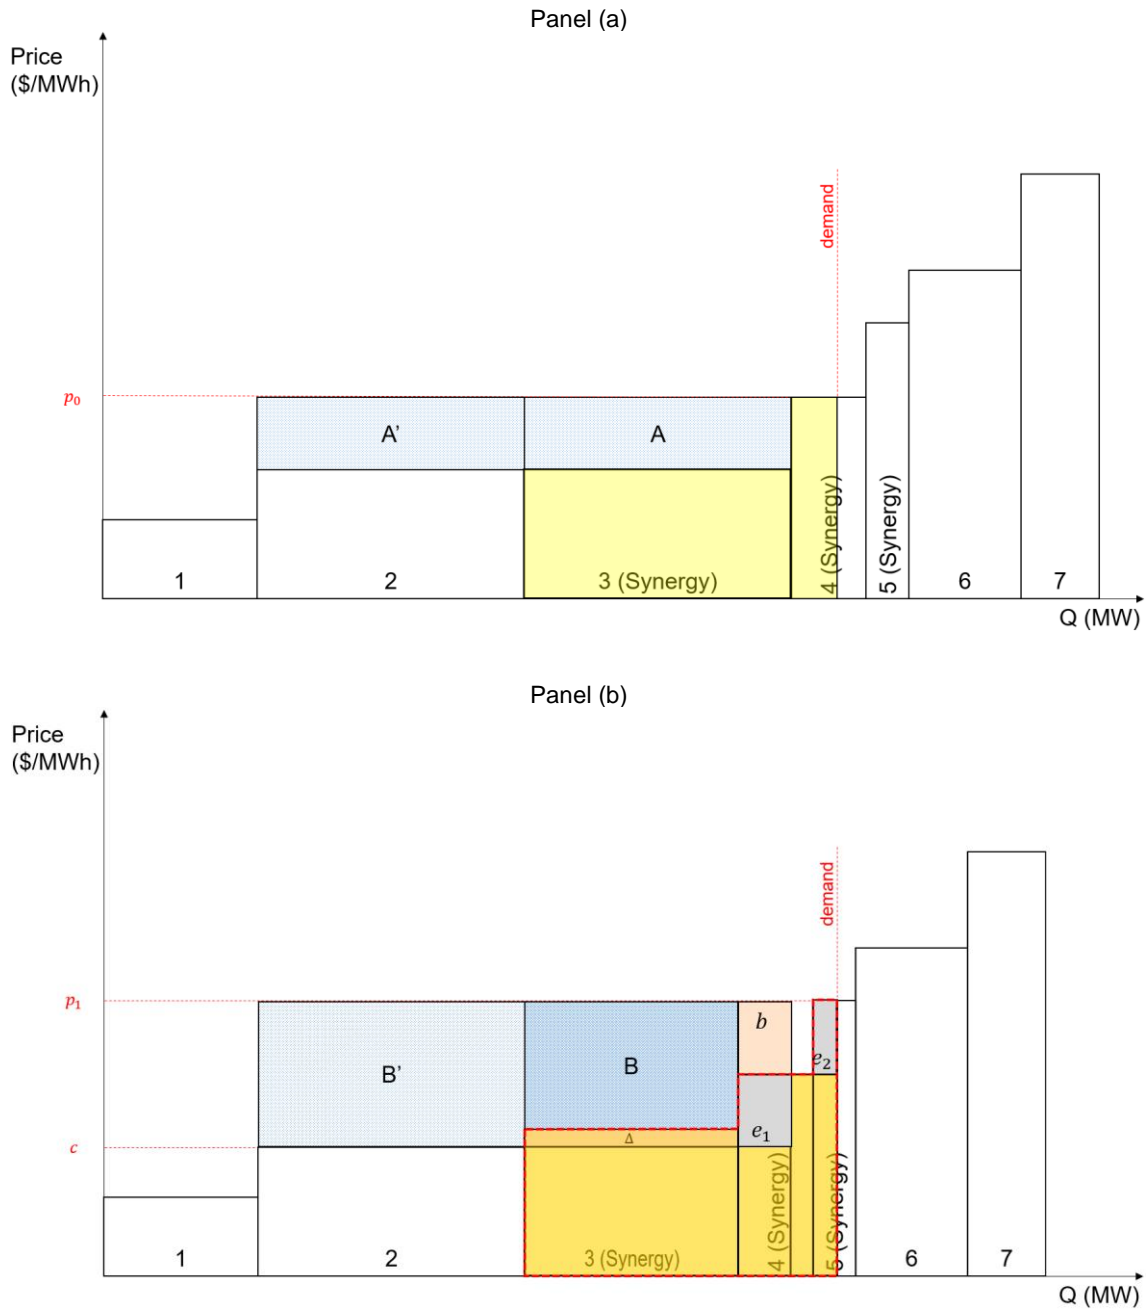 Panel (a)
Price
($/MWh)
demand
p₀
A’
A
4 (Synergy)
5 (Synergy)
1
2
3 (Synergy)
6
7
Q (MW)
Panel (b)
Price
($/MWh)
demand
p₁
b
e₂
B’
B
Δ
e₁
c
4 (Synergy)
5 (Synergy)
1
2
3 (Synergy)
6
7
Q (MW)